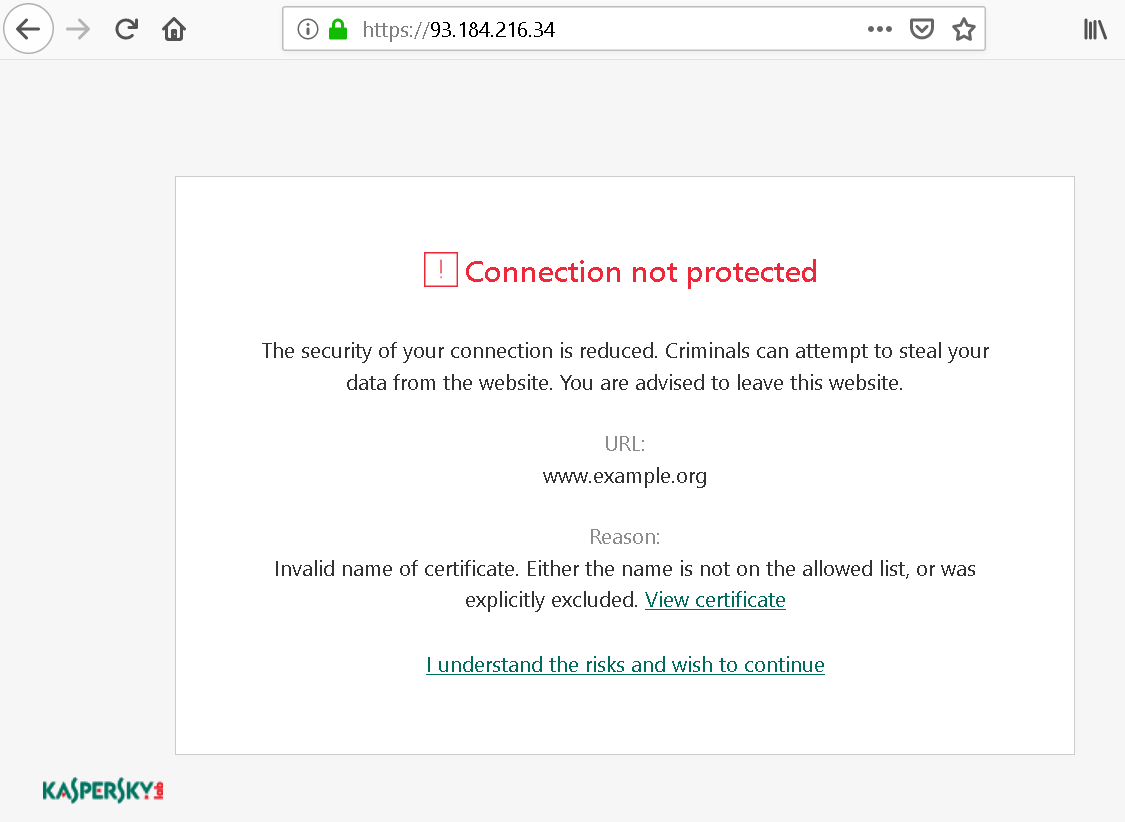 https://93.184.216.34
! Connection not protected
The security of your connection is reduced. Criminals can attempt to steal your
data from the website. You are advised to leave this website.
URL:
www.example.org
Reason:
Invalid name of certificate. Either the name is not on the allowed list, or was
explicitly excluded. View certificate
I understand the risks and wish to continue
KASPERSKY lab